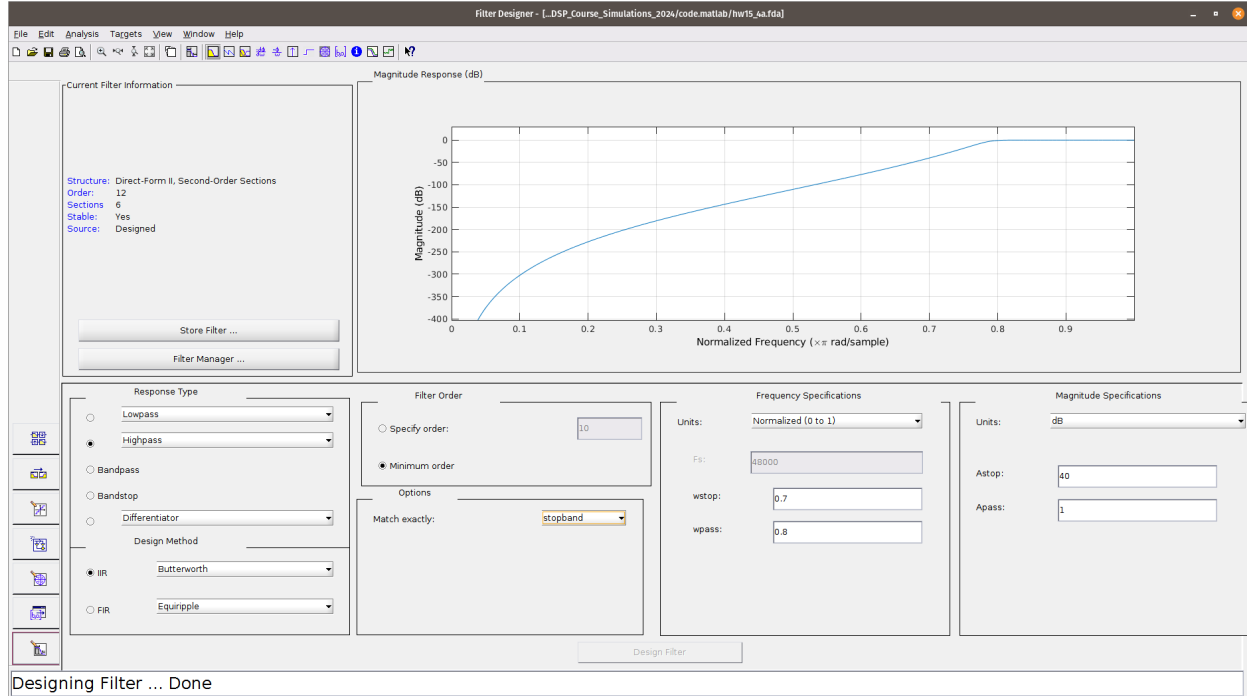 Filter Designer - [...DSP_Course_Simulations_2024/code.matlab/hw15_4a.fda]
File Edit Analysis Targets View Window Help
Current Filter Information
Structure: Direct-Form II, Second-Order Sections
Order: 12
Sections 6
Stable: Yes
Source: Designed
Store Filter ...
Filter Manager ...
Magnitude Response (dB)
0
-50
-100
-150
-200
-250
-300
-350
-400
Magnitude (dB)
0 0.1 0.2 0.3 0.4 0.5 0.6 0.7 0.8 0.9
Normalized Frequency (×π rad/sample)
Response Type
Lowpass
Highpass
Bandpass
Bandstop
Differentiator
Design Method
IIR Butterworth
FIR Equiripple
Filter Order
Specify order: 10
Minimum order
Options
Match exactly: stopband
Frequency Specifications
Units: Normalized (0 to 1)
Fs: 48000
wstop: 0.7
wpass: 0.8
Magnitude Specifications
Units: dB
Astop: 40
Apass: 1
Design Filter
Designing Filter ... Done